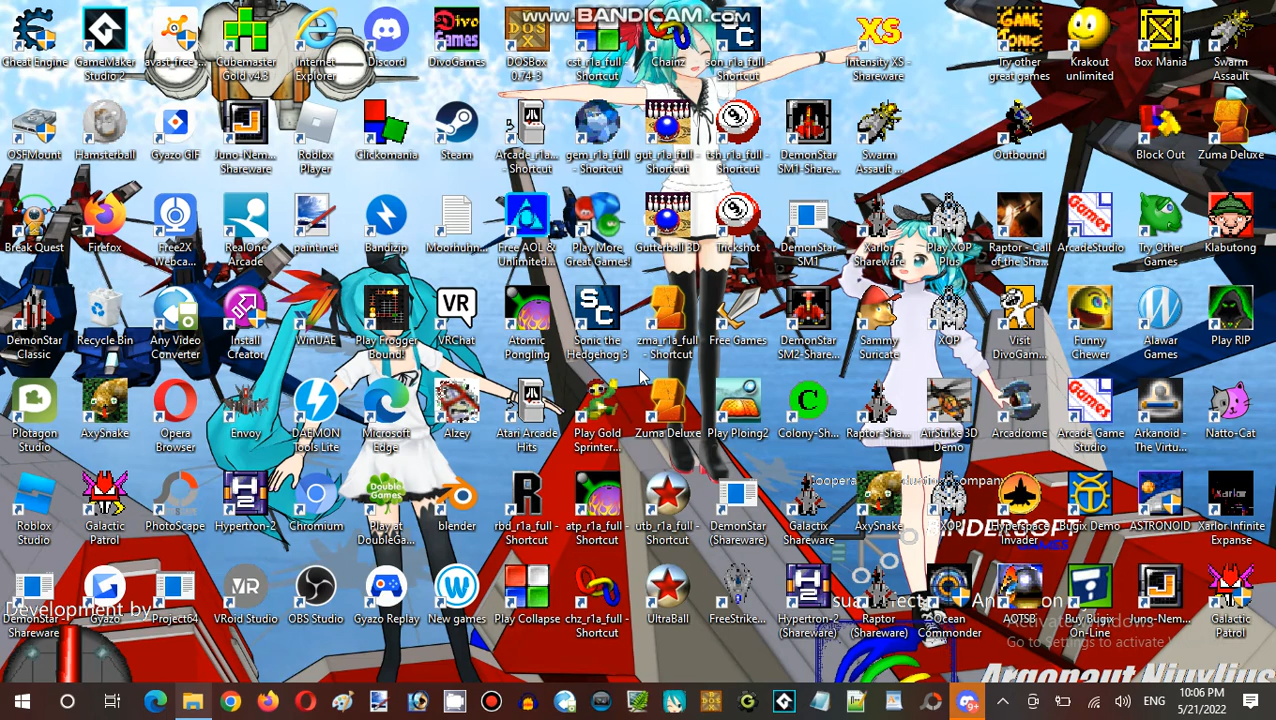 www.BANDICAM.com
Cheat Engine
GameMaker Studio 2
avast_free_...
Cubemaster Gold v4.3
Internet Explorer
Discord
DivoGames
DOSBox 0.74-3
cst_r1a_full - Shortcut
Chainz
son_r1a_full - Shortcut
Intensity XS - Shareware
Try other great games
Krakout unlimited
Box Mania
Swarm Assault
OSFMount
Hamsterball
Gyazo GIF
Juno-Nem... Shareware
Roblox Player
Clickomania
Steam
Arcade_r1a... - Shortcut
gem_r1a_full - Shortcut
gut_r1a_full - Shortcut
tsh_r1a_full - Shortcut
DemonStar SM1-Share...
Swarm Assault ...
Outbound
Block Out
Zuma Deluxe
Break Quest
Firefox
Free2X Webca...
RealOne Arcade
paint.net
Bandizip
Moorhuhn...
Free AOL & Unlimited...
Play More Great Games!
Gutterball 3D
Trickshot
DemonStar SM1
Xarlor Shareware
Play XOP Plus
Raptor - Call of the Sha...
ArcadeStudio
Try Other Games
Klabutong
DemonStar Classic
Recycle Bin
Any Video Converter
Install Creator
WinUAE
Play Frogger Bound!
VRChat
Atomic Pongling
Sonic the Hedgehog 3
zma_r1a_full - Shortcut
Free Games
DemonStar SM2-Share...
Sammy Suricate
XOP
Visit DivoGam...
Funny Chewer
Alawar Games
Play RIP
Plotagon Studio
AxySnake
Opera Browser
Envoy
DAEMON Tools Lite
Microsoft Edge
Alzey
Atari Arcade Hits
Play Gold Sprinter...
Zuma Deluxe
Play Ploing2
Colony-Sh...
Raptor-Sha...
AirStrike 3D Demo
Arcadrome
Arcade Game Studio
Arkanoid - The Virtu...
Natto-Cat
Roblox Studio
Galactic Patrol
PhotoScape
Hypertron-2
Chromium
Play at DoubleGa...
blender
rbd_r1a_full - Shortcut
atp_r1a_full - Shortcut
utb_r1a_full - Shortcut
DemonStar (Shareware)
Galactix Shareware
AxySnake
XOP
Hyperspace Invader
Bugix Demo
ASTRONOID
Xarlor Infinite Expanse
DemonStar Shareware
Gyazo
Project64
VRoid Studio
OBS Studio
Gyazo Replay
New games
Play Collapse
chz_r1a_full - Shortcut
UltraBall
FreeStrike...
Hypertron-2 (Shareware)
Raptor (Shareware)
Ocean Commonder
AOTSB
Buy Bugix On-Line
Juno-Nem...
Galactic Patrol
Development by
Activate Windows
Go to Settings to activate
ENG
10:06 PM
5/21/2022